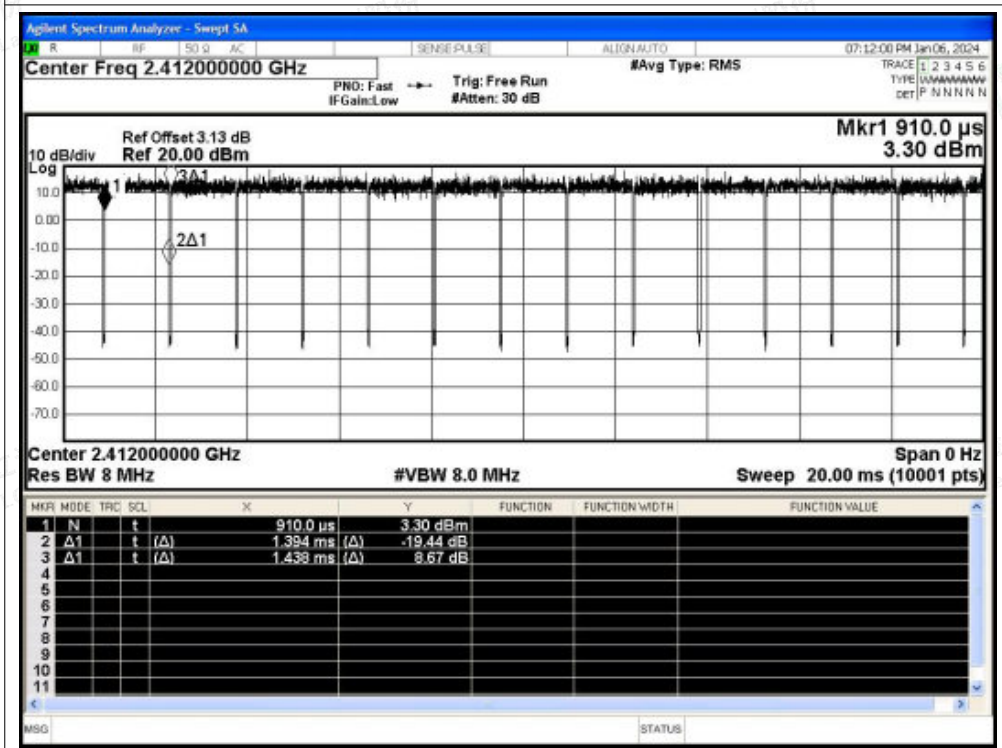 Agilent Spectrum Analyzer - Swept SA
R RF 50 Ω AC SENSE:PULSE ALIGN AUTO 07:12:00 PM Jan 06, 2024
Center Freq 2.412000000 GHz #Avg Type: RMS TRACE 1 2 3 4 5 6
PNO: Fast Trig: Free Run TYPE
IFGain:Low #Atten: 30 dB DET P N N N N N
Mkr1 910.0 µs
Ref Offset 3.13 dB
10 dB/div Ref 20.00 dBm 3.30 dBm
Log
3Δ1
1
10.0
0.00
2Δ1
-10.0
-20.0
-30.0
-40.0
-50.0
-60.0
-70.0
Center 2.412000000 GHz Span 0 Hz
Res BW 8 MHz #VBW 8.0 MHz Sweep 20.00 ms (10001 pts)
MKR MODE TRC SCL X Y FUNCTION FUNCTION WIDTH FUNCTION VALUE
1 N t 910.0 µs 3.30 dBm
2 Δ1 t (Δ) 1.394 ms (Δ) -19.44 dB
3 Δ1 t (Δ) 1.438 ms (Δ) 8.67 dB
4
5
6
7
8
9
10
11
MSG STATUS